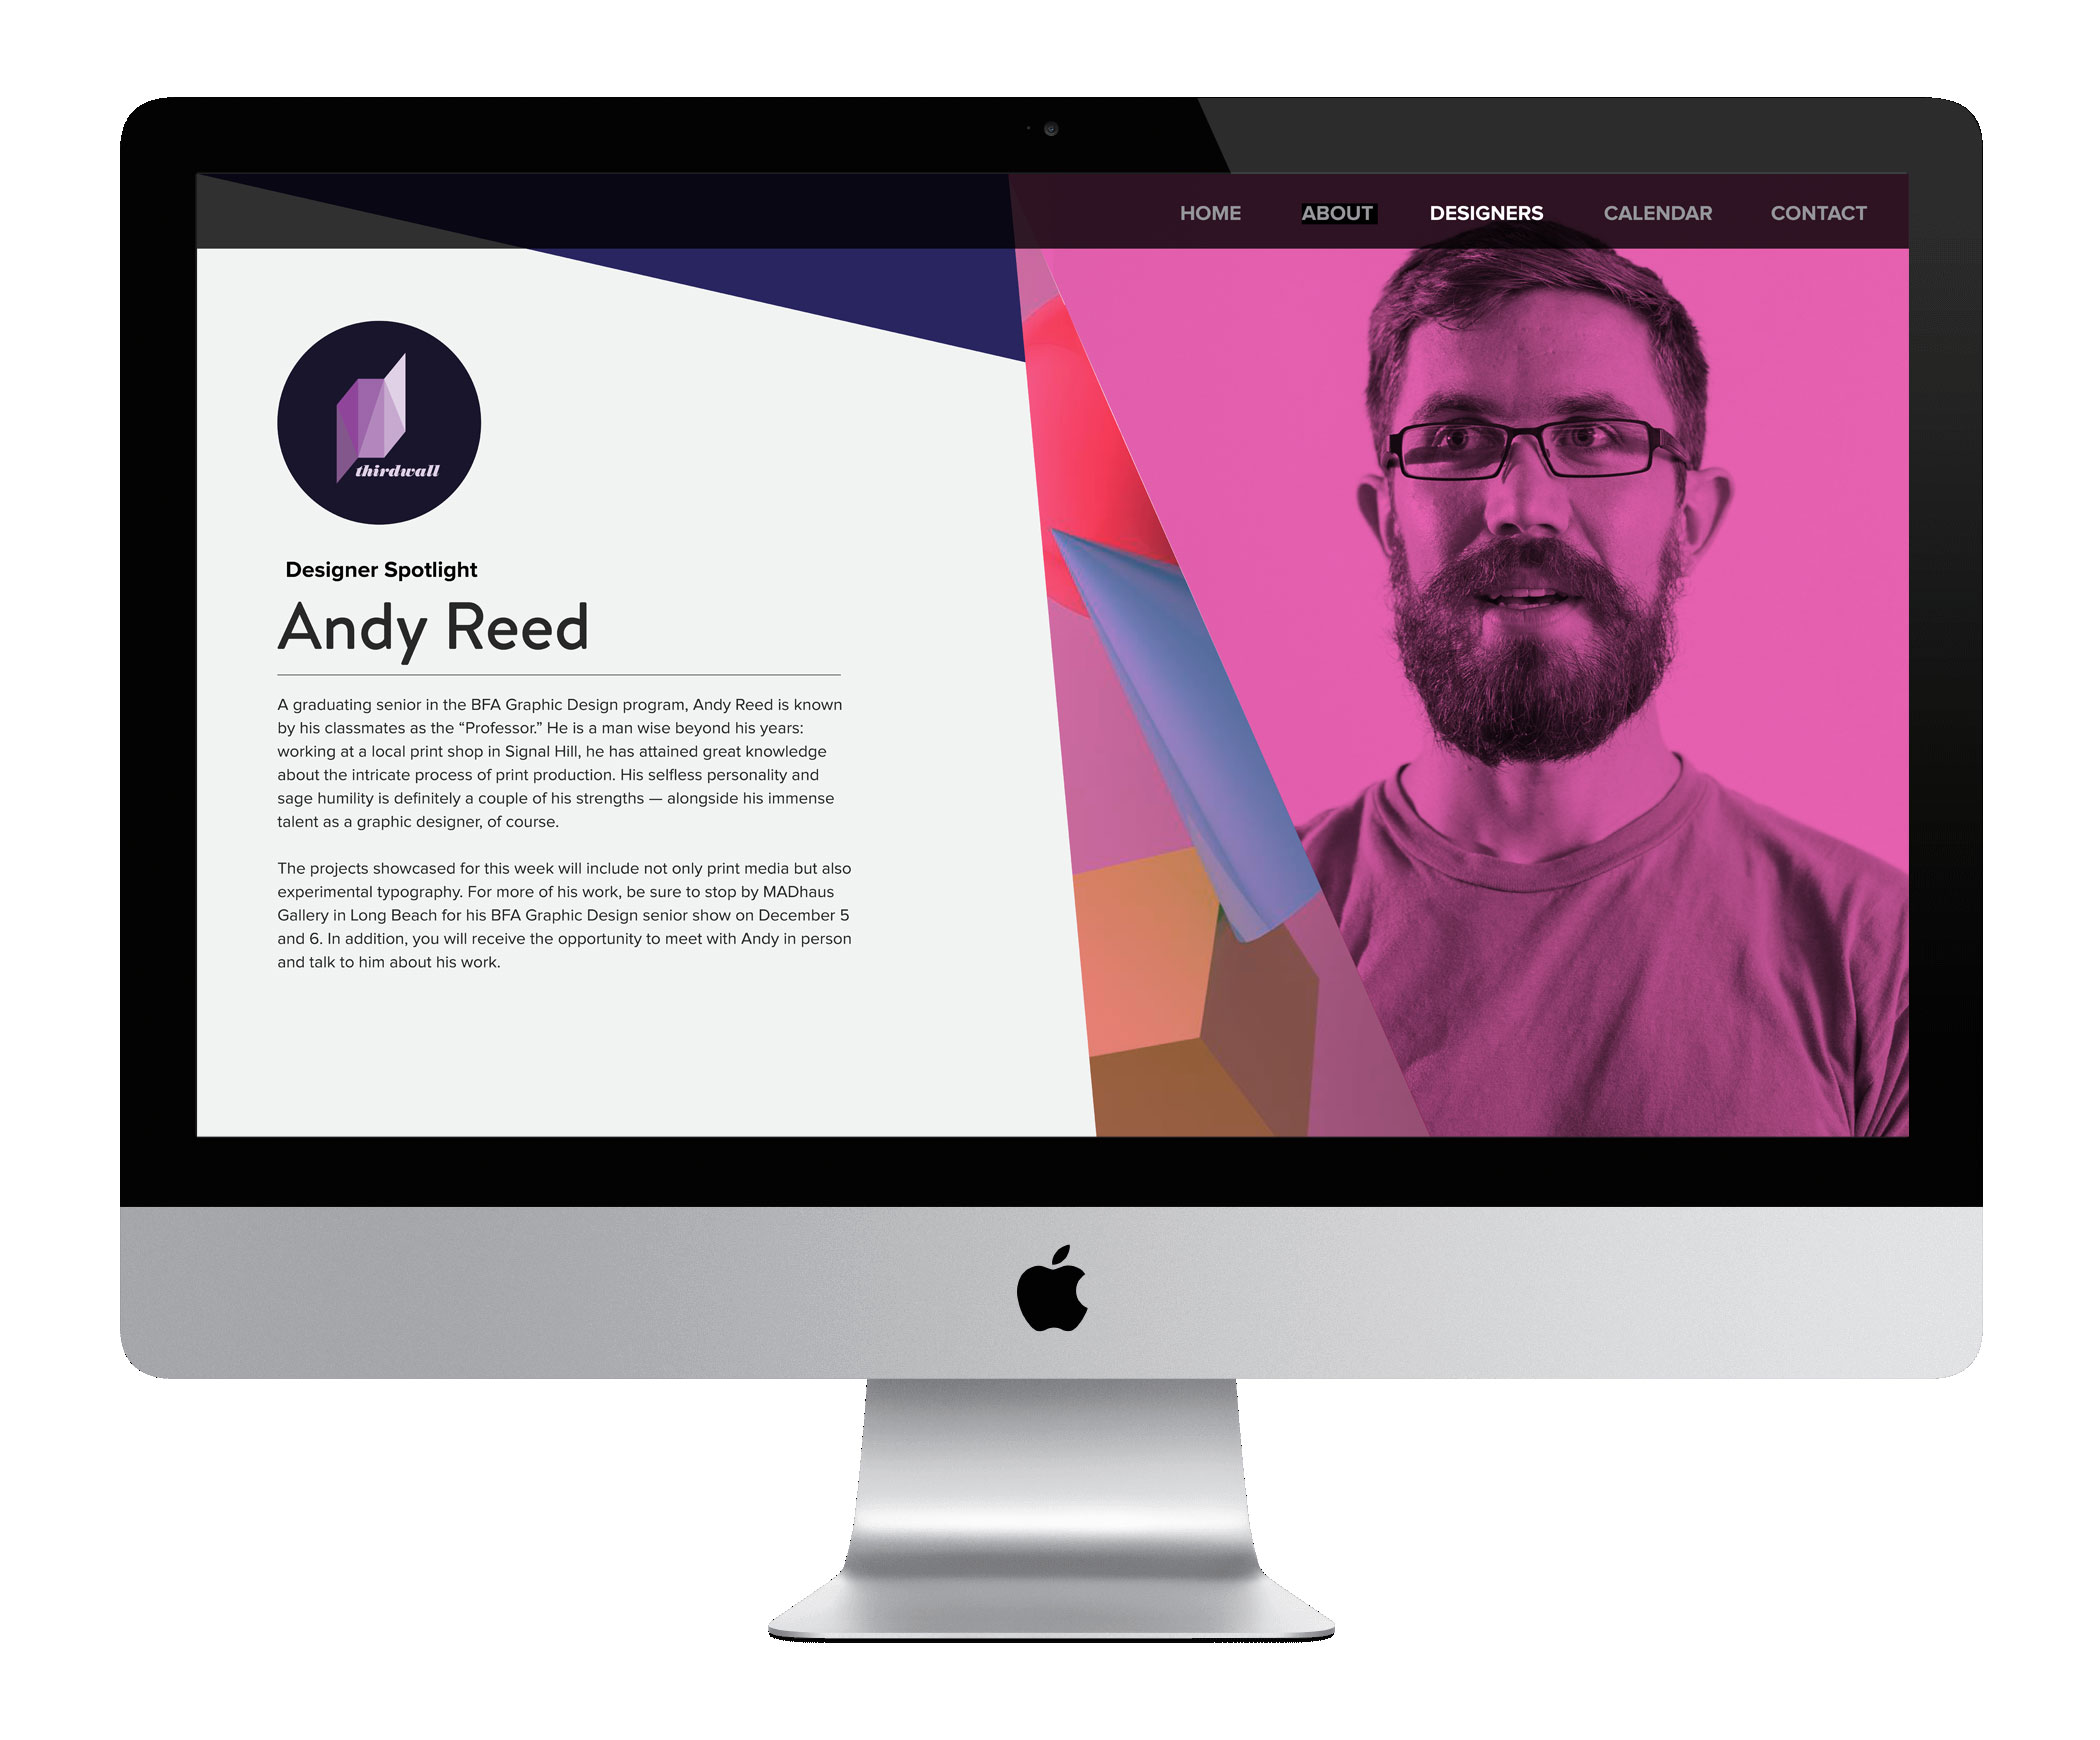 HOME ABOUT DESIGNERS CALENDAR CONTACT
thirdwall
Designer Spotlight
Andy Reed
A graduating senior in the BFA Graphic Design program, Andy Reed is known
by his classmates as the “Professor.” He is a man wise beyond his years:
working at a local print shop in Signal Hill, he has attained great knowledge
about the intricate process of print production. His selfless personality and
sage humility is definitely a couple of his strengths — alongside his immense
talent as a graphic designer, of course.
The projects showcased for this week will include not only print media but also
experimental typography. For more of his work, be sure to stop by MADhaus
Gallery in Long Beach for his BFA Graphic Design senior show on December 5
and 6. In addition, you will receive the opportunity to meet with Andy in person
and talk to him about his work.